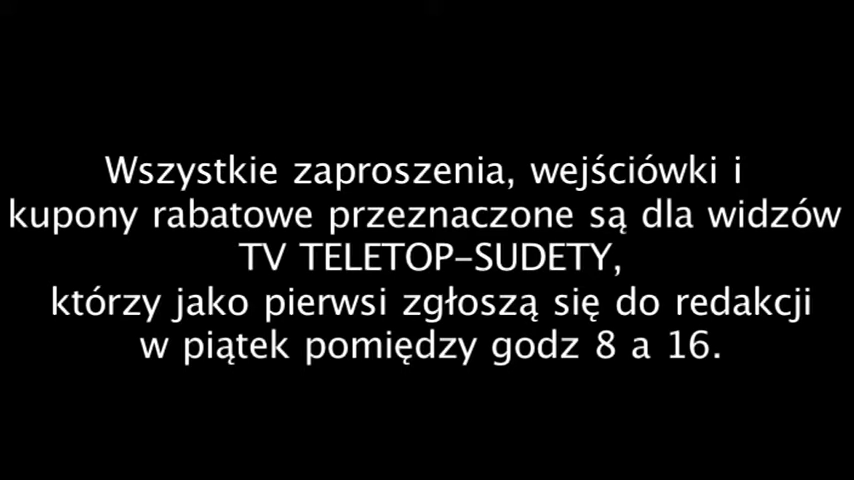 Wszystkie zaproszenia, wejściówki i
kupony rabatowe przeznaczone są dla widzów
TV TELETOP-SUDETY,
którzy jako pierwsi zgłoszą się do redakcji
w piątek pomiędzy godz 8 a 16.